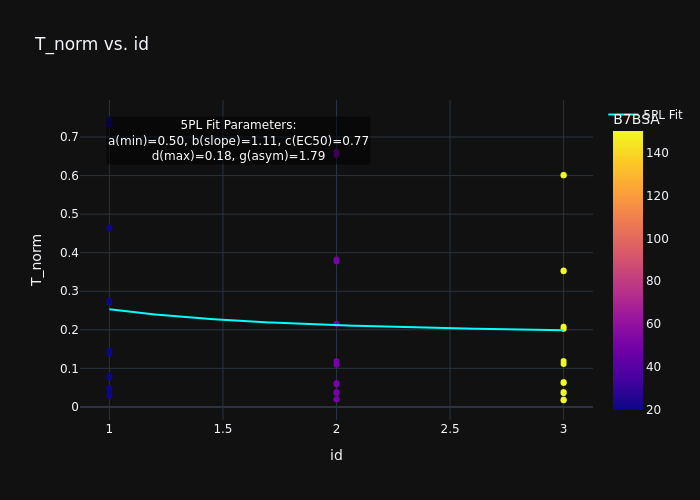 T_norm vs. id
5PL Fit Parameters:
a(min)=0.50, b(slope)=1.11, c(EC50)=0.77
d(max)=0.18, g(asym)=1.79
5PL Fit
B7BSA
T_norm
0.7
0.6
0.5
0.4
0.3
0.2
0.1
0
1
1.5
2
2.5
3
id
140
120
100
80
60
40
20